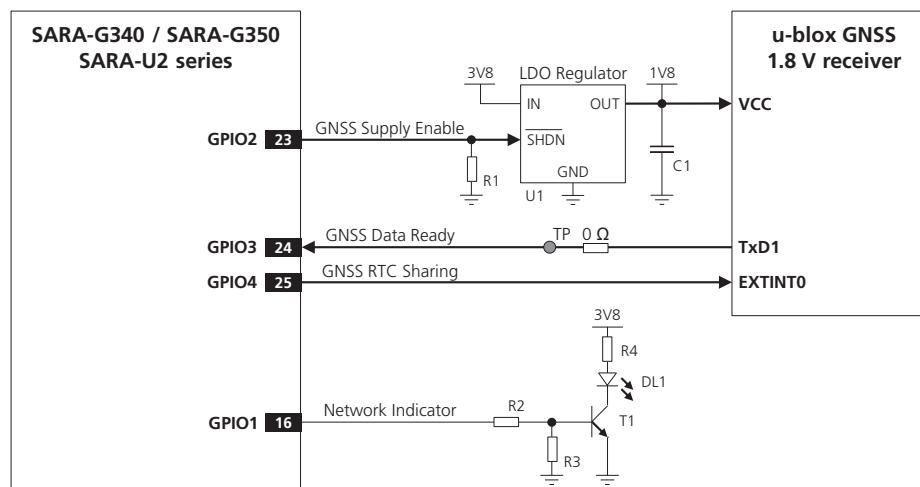 SARA-G340 / SARA-G350
SARA-U2 series
u-blox GNSS
1.8 V receiver
3V8
LDO Regulator
1V8
IN
OUT
VCC
GPIO2
23
GNSS Supply Enable
SHDN
GND
R1
U1
C1
GPIO3
24
GNSS Data Ready
TP
0 Ω
TxD1
GPIO4
25
GNSS RTC Sharing
EXTINT0
3V8
R4
DL1
GPIO1
16
Network Indicator
R2
T1
R3